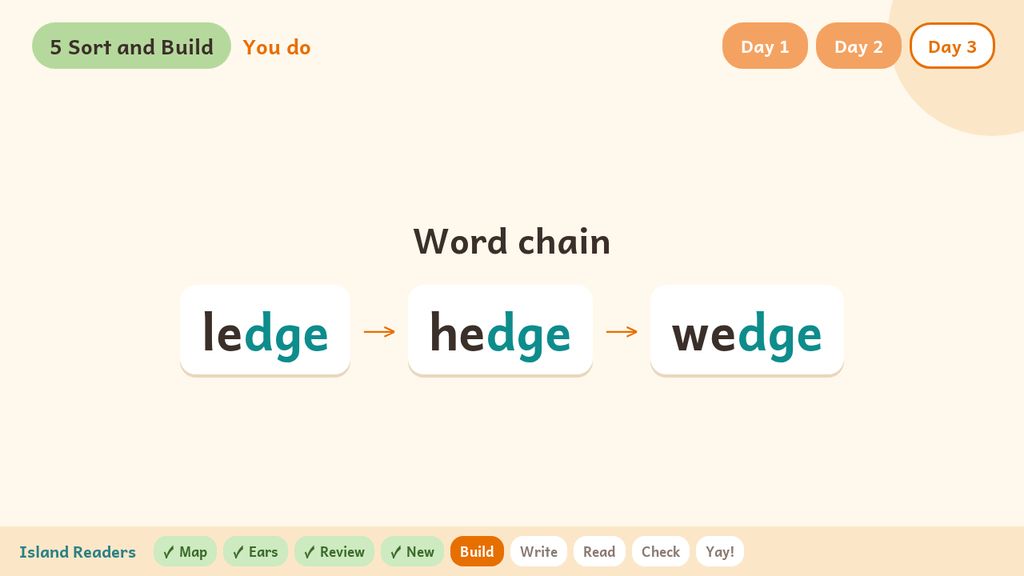 5 Sort and Build You do Day 1 Day 2 Day 3
Word chain
ledge → hedge → wedge
Island Readers ✓ Map ✓ Ears ✓ Review ✓ New Build Write Read Check Yay!